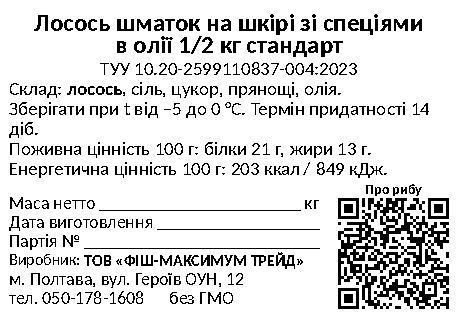 Лосось шматок на шкірі зі спеціями
в олії 1/2 кг стандарт
ТУУ 10.20-2599110837-004:2023
Склад: лосось, сіль, цукор, прянощі, олія.
Зберігати при t від –5 до 0 °С. Термін придатності 14
діб.
Поживна цінність 100 г: білки 21 г, жири 13 г.
Енергетична цінність 100 г: 203 ккал / 849 кДж.
Про рибу
Маса нетто ______________________ кг
Дата виготовлення __________________
Партія № __________________________
Виробник: ТОВ «ФІШ-МАКСИМУМ ТРЕЙД»
м. Полтава, вул. Героїв ОУН, 12
тел. 050-178-1608 без ГМО